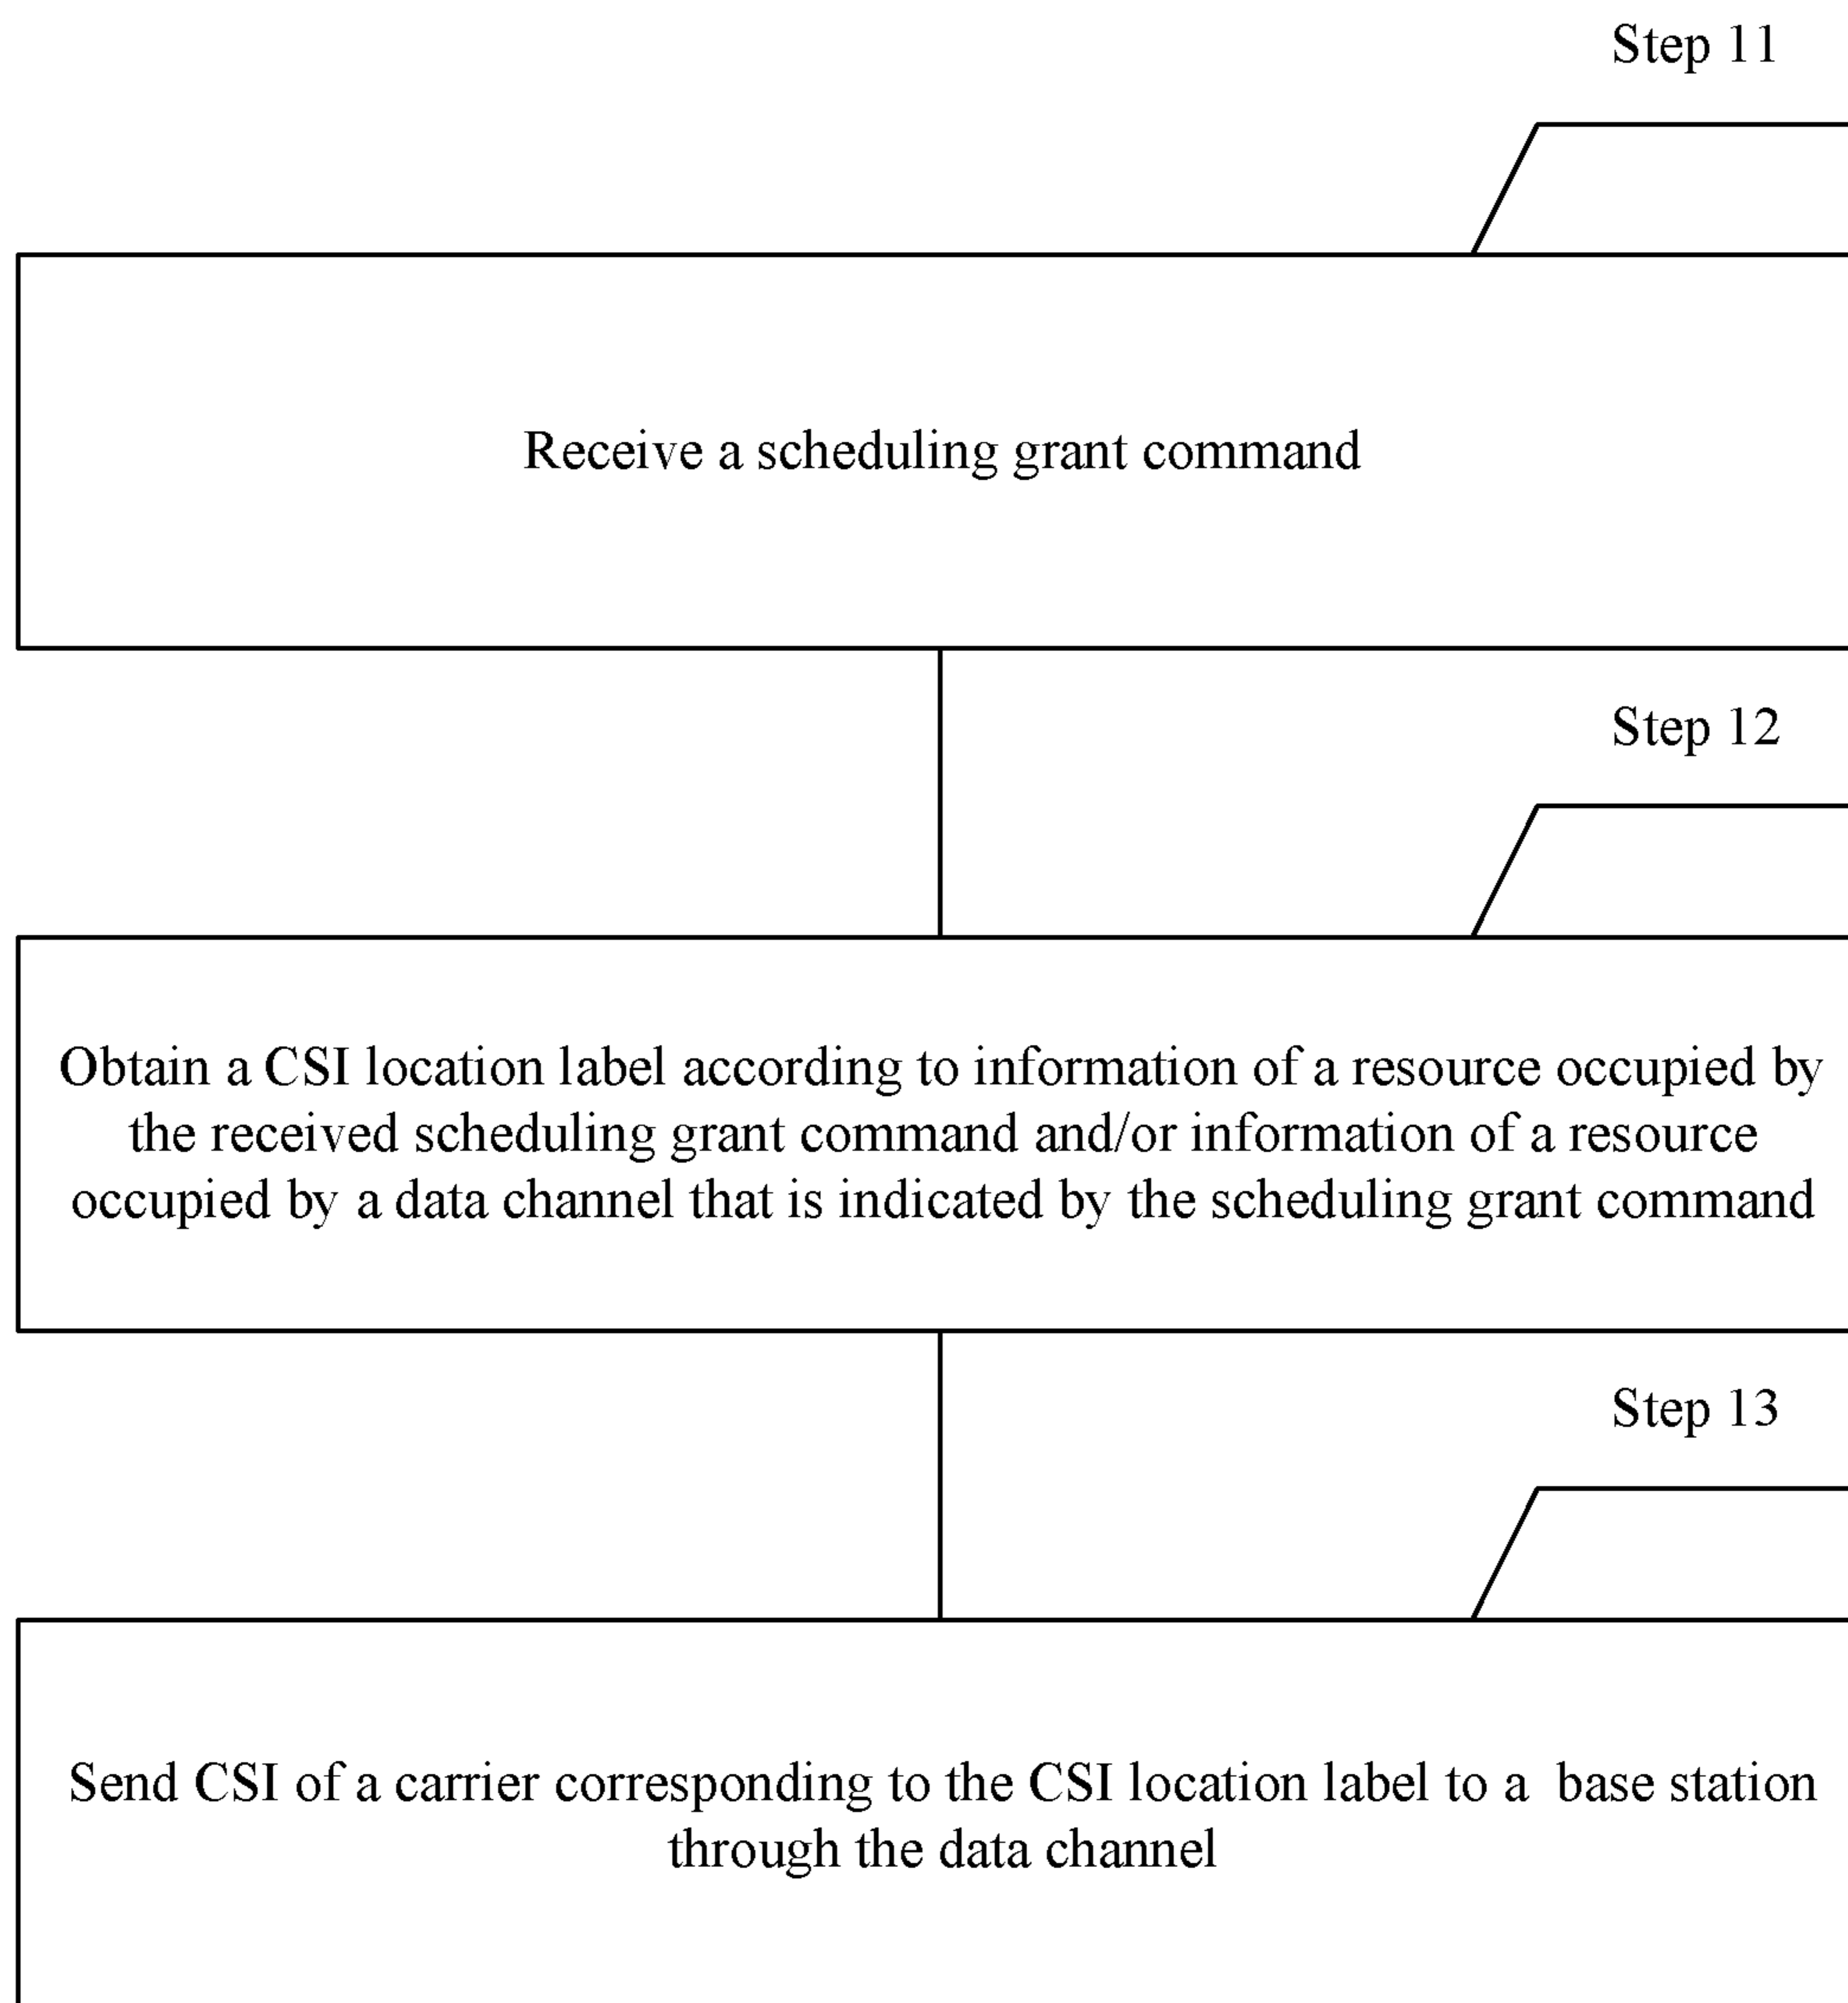 Step 11
Receive a scheduling grant command
Step 12
Obtain a CSI location label according to information of a resource occupied by
the received scheduling grant command and/or information of a resource
occupied by a data channel that is indicated by the scheduling grant command
Step 13
Send CSI of a carrier corresponding to the CSI location label to a  base station
through the data channel